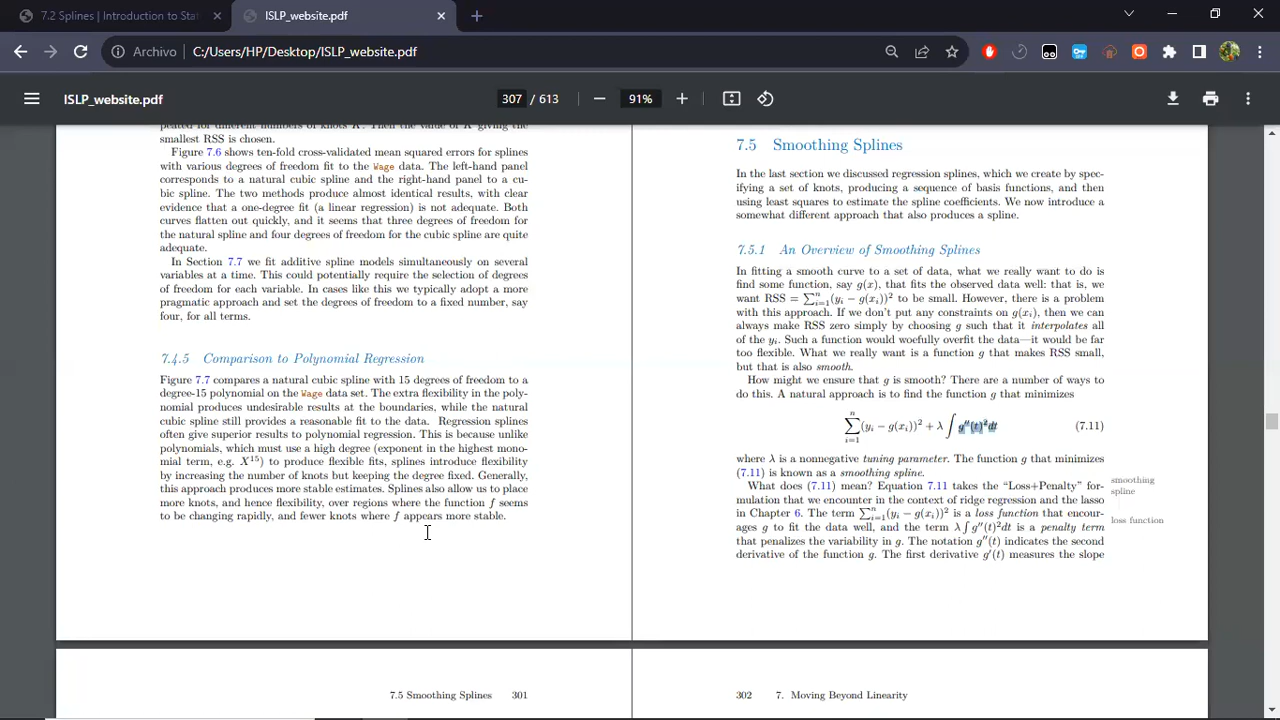 7.2 Splines | Introduction to Stat
ISLP_website.pdf
Archivo
C:/Users/HP/Desktop/ISLP_website.pdf
ISLP_website.pdf
307 / 613
91%
peated for different numbers of knots K. Then the value of K giving the
smallest RSS is chosen.
Figure 7.6 shows ten-fold cross-validated mean squared errors for splines
with various degrees of freedom fit to the Wage data. The left-hand panel
corresponds to a natural cubic spline and the right-hand panel to a cu-
bic spline. The two methods produce almost identical results, with clear
evidence that a one-degree fit (a linear regression) is not adequate. Both
curves flatten out quickly, and it seems that three degrees of freedom for
the natural spline and four degrees of freedom for the cubic spline are quite
adequate.
In Section 7.7 we fit additive spline models simultaneously on several
variables at a time. This could potentially require the selection of degrees
of freedom for each variable. In cases like this we typically adopt a more
pragmatic approach and set the degrees of freedom to a fixed number, say
four, for all terms.
7.4.5 Comparison to Polynomial Regression
Figure 7.7 compares a natural cubic spline with 15 degrees of freedom to a
degree-15 polynomial on the Wage data set. The extra flexibility in the poly-
nomial produces undesirable results at the boundaries, while the natural
cubic spline still provides a reasonable fit to the data. Regression splines
often give superior results to polynomial regression. This is because unlike
polynomials, which must use a high degree (exponent in the highest mono-
mial term, e.g. X¹⁵) to produce flexible fits, splines introduce flexibility
by increasing the number of knots but keeping the degree fixed. Generally,
this approach produces more stable estimates. Splines also allow us to place
more knots, and hence flexibility, over regions where the function f seems
to be changing rapidly, and fewer knots where f appears more stable.
7.5 Smoothing Splines
In the last section we discussed regression splines, which we create by spec-
ifying a set of knots, producing a sequence of basis functions, and then
using least squares to estimate the spline coefficients. We now introduce a
somewhat different approach that also produces a spline.
7.5.1 An Overview of Smoothing Splines
In fitting a smooth curve to a set of data, what we really want to do is
find some function, say g(x), that fits the observed data well: that is, we
want RSS = ∑ⁿᵢ₌₁(yᵢ − g(xᵢ))² to be small. However, there is a problem
with this approach. If we don't put any constraints on g(xᵢ), then we can
always make RSS zero simply by choosing g such that it interpolates all
of the yᵢ. Such a function would woefully overfit the data—it would be far
too flexible. What we really want is a function g that makes RSS small,
but that is also smooth.
How might we ensure that g is smooth? There are a number of ways to
do this. A natural approach is to find the function g that minimizes
∑ⁿᵢ₌₁(yᵢ − g(xᵢ))² + λ ∫ g″(t)²dt (7.11)
where λ is a nonnegative tuning parameter. The function g that minimizes
(7.11) is known as a smoothing spline.
smoothing
spline
What does (7.11) mean? Equation 7.11 takes the “Loss+Penalty” for-
mulation that we encounter in the context of ridge regression and the lasso
in Chapter 6. The term ∑ⁿᵢ₌₁(yᵢ − g(xᵢ))² is a loss function that encour-
loss function
ages g to fit the data well, and the term λ ∫ g″(t)²dt is a penalty term
that penalizes the variability in g. The notation g″(t) indicates the second
derivative of the function g. The first derivative g′(t) measures the slope
7.5 Smoothing Splines 301
302 7. Moving Beyond Linearity